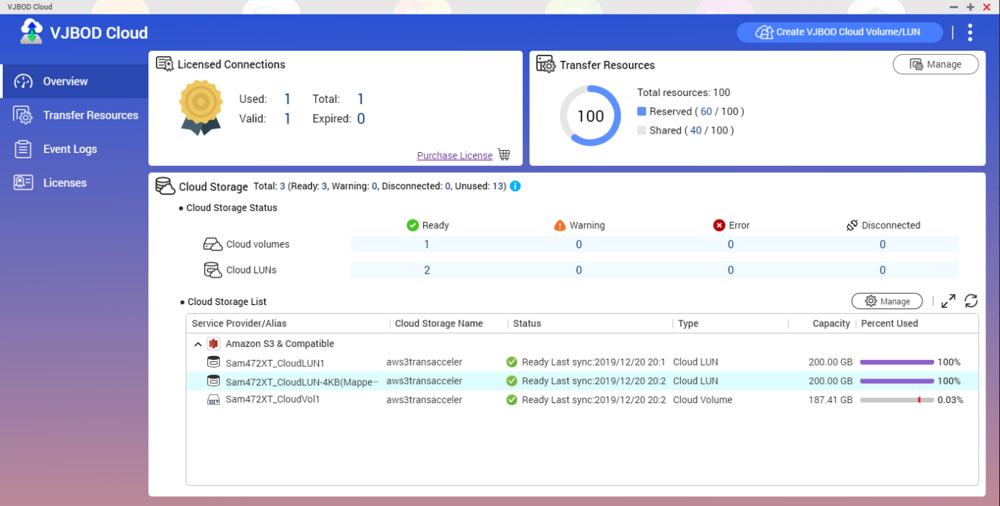 VJBOD Cloud
VJBOD Cloud
Create VJBOD Cloud Volume/LUN
Overview
Transfer Resources
Event Logs
Licenses
Licensed Connections
Used: 1 Total: 1
Valid: 1 Expired: 0
Purchase License
Transfer Resources
Manage
100
Total resources: 100
Reserved ( 60 / 100 )
Shared ( 40 / 100 )
Cloud Storage Total: 3 (Ready: 3, Warning: 0, Disconnected: 0, Unused: 13)
• Cloud Storage Status
Ready Warning Error Disconnected
Cloud volumes 1 0 0 0
Cloud LUNs 2 0 0 0
• Cloud Storage List
Manage
Service Provider/Alias Cloud Storage Name Status Type Capacity Percent Used
Amazon S3 & Compatible
Sam472XT_CloudLUN1 aws3transacceler Ready Last sync:2019/12/20 20:1 Cloud LUN 200.00 GB 100%
Sam472XT_CloudLUN-4KB(Mappe··· aws3transacceler Ready Last sync:2019/12/20 20:2 Cloud LUN 200.00 GB 100%
Sam472XT_CloudVol1 aws3transacceler Ready Last sync:2019/12/20 20:2 Cloud Volume 187.41 GB 0.03%